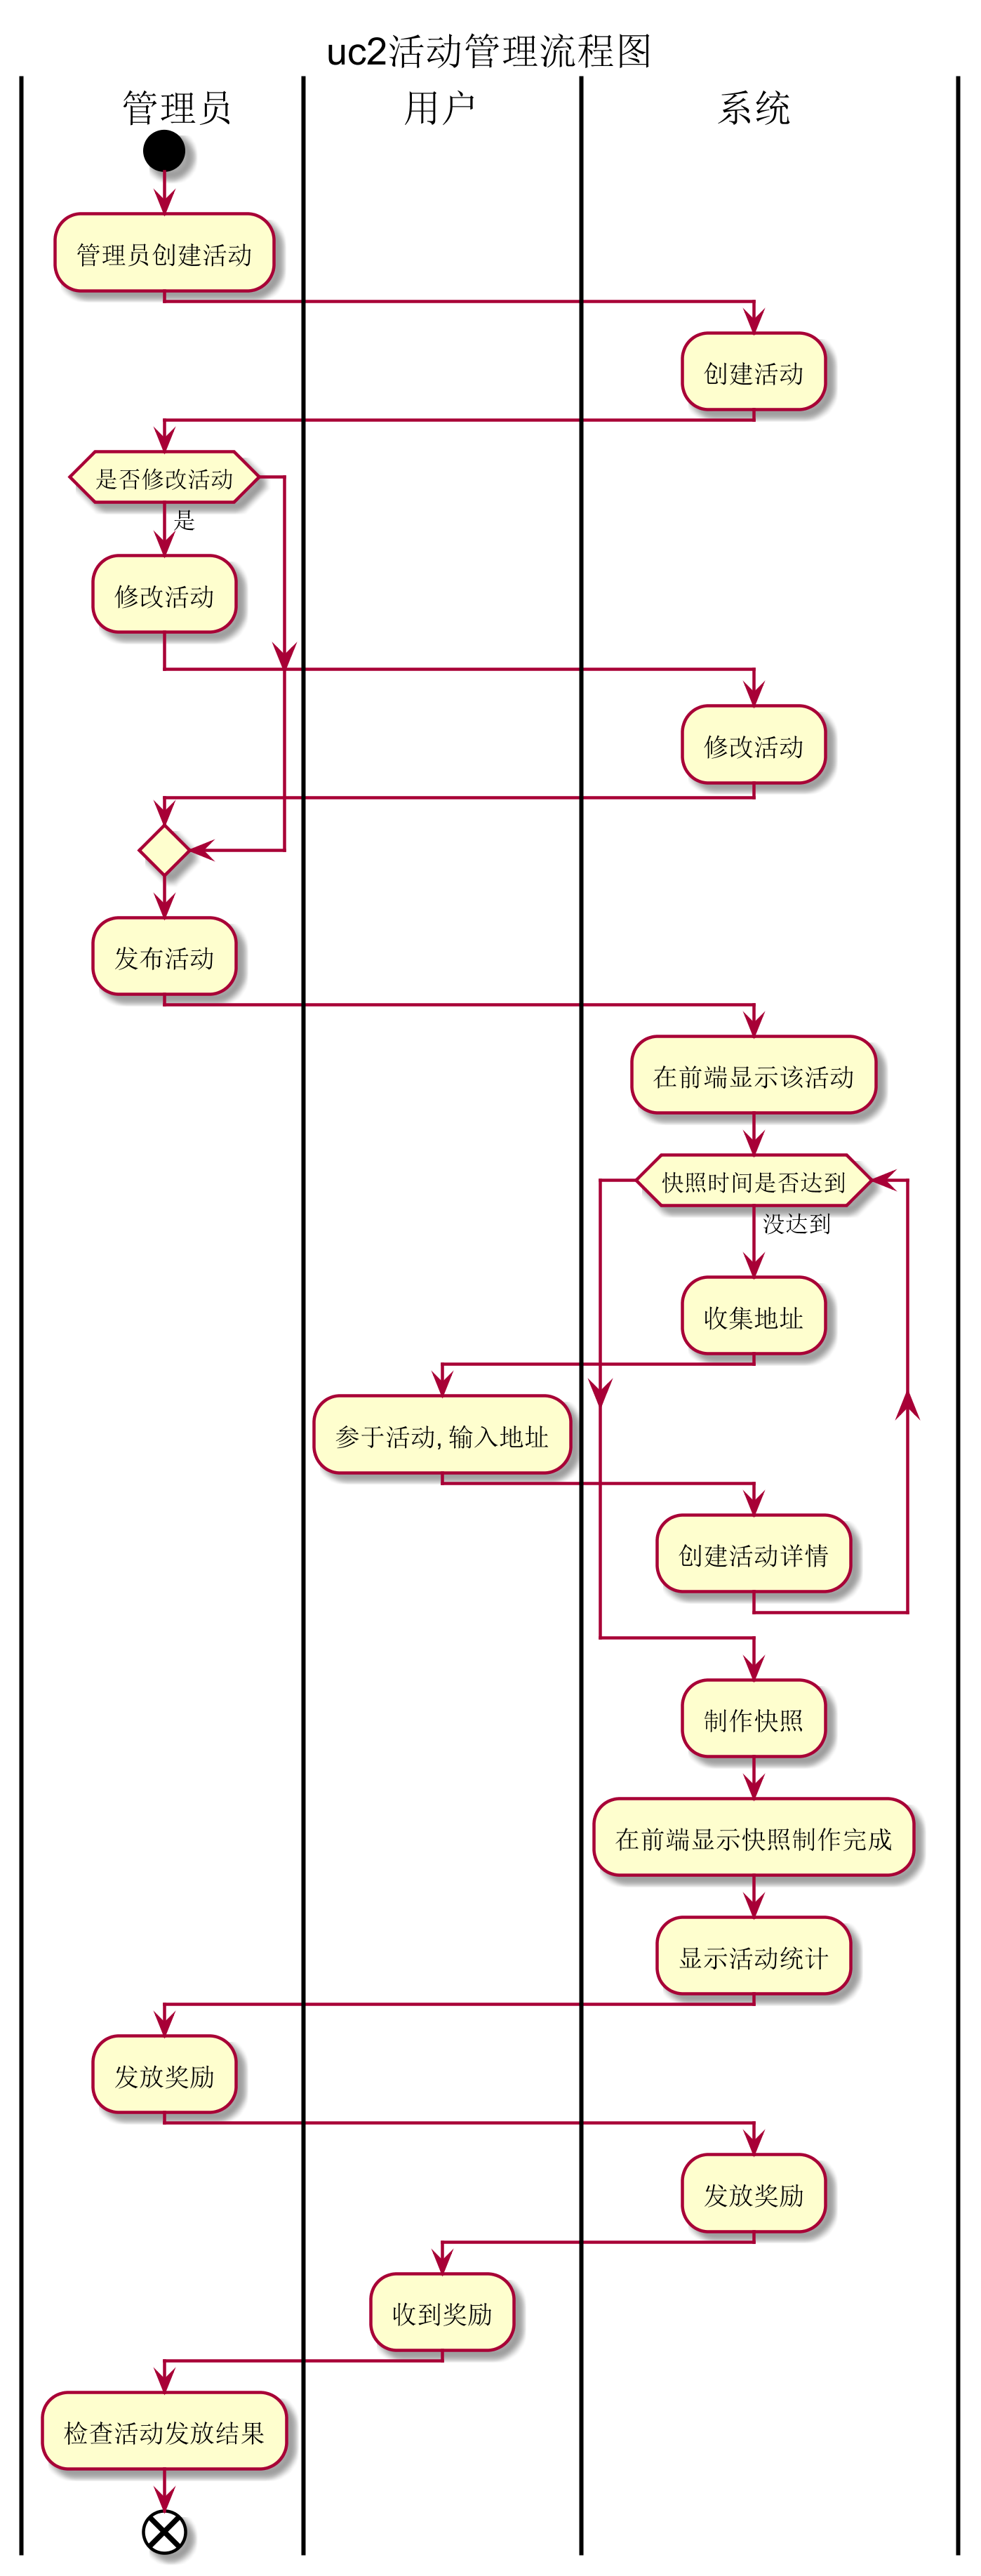 uc2活动管理流程图
管理员
用户
系统
管理员创建活动
创建活动
是否修改活动
是
修改活动
修改活动
发布活动
在前端显示该活动
快照时间是否达到
没达到
收集地址
参于活动, 输入地址
创建活动详情
制作快照
在前端显示快照制作完成
显示活动统计
发放奖励
发放奖励
收到奖励
检查活动发放结果